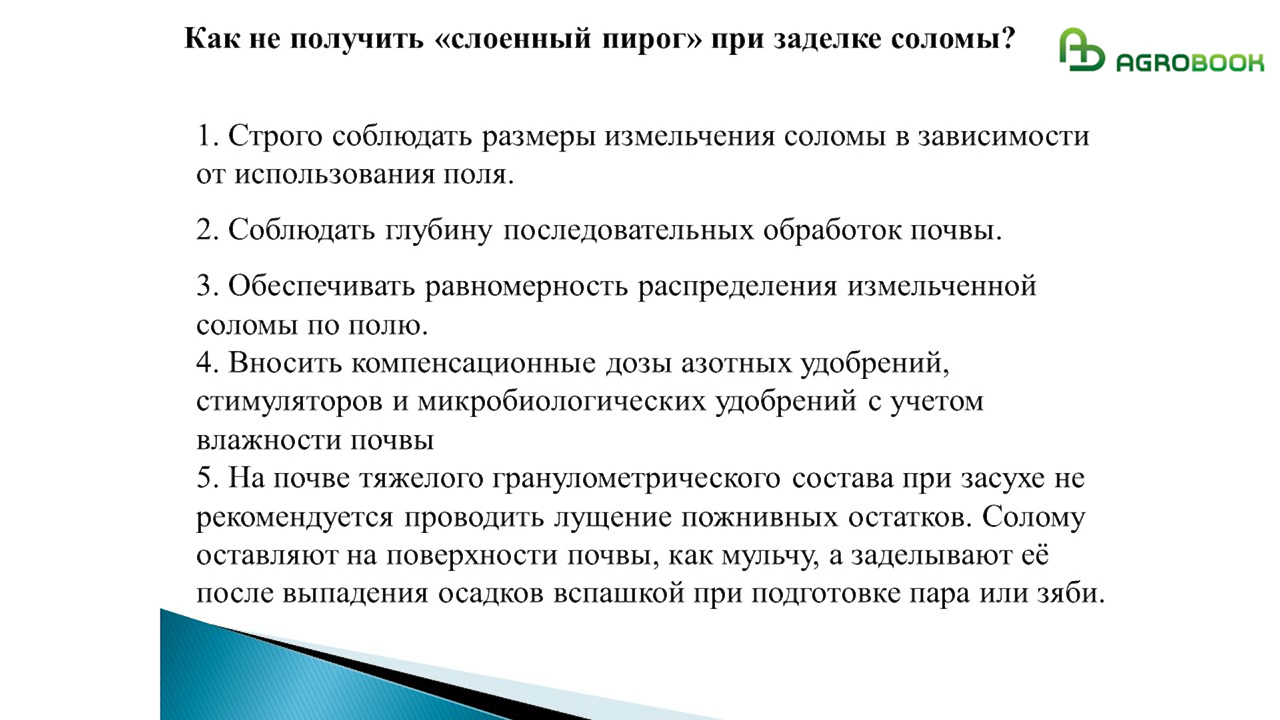 Как не получить «слоенный пирог» при заделке соломы?
AGROBOOK
1. Строго соблюдать размеры измельчения соломы в зависимости
от использования поля.
2. Соблюдать глубину последовательных обработок почвы.
3. Обеспечивать равномерность распределения измельченной
соломы по полю.
4. Вносить компенсационные дозы азотных удобрений,
стимуляторов и микробиологических удобрений с учетом
влажности почвы
5. На почве тяжелого гранулометрического состава при засухе не
рекомендуется проводить лущение пожнивных остатков. Солому
оставляют на поверхности почвы, как мульчу, а заделывают её
после выпадения осадков вспашкой при подготовке пара или зяби.